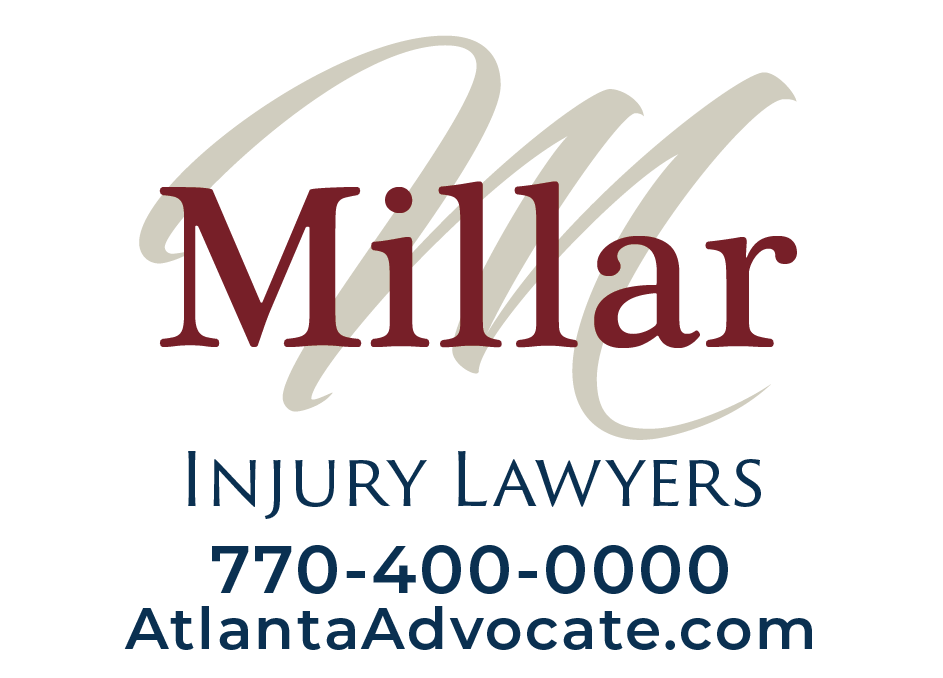 M
Millar
Injury Lawyers
770-400-0000
AtlantaAdvocate.com